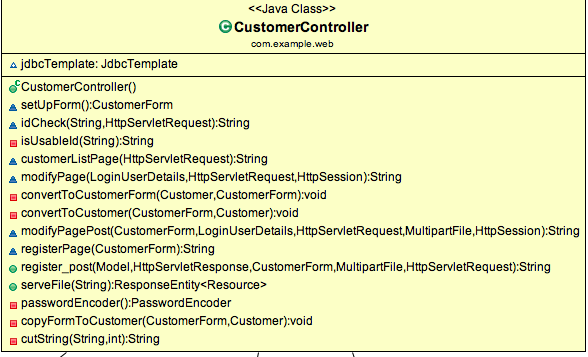 <<Java Class>>
CustomerController
com.example.web
jdbcTemplate: JdbcTemplate
CustomerController()
setUpForm():CustomerForm
idCheck(String,HttpServletRequest):String
isUsableId(String):String
customerListPage(HttpServletRequest):String
modifyPage(LoginUserDetails,HttpServletRequest,HttpSession):String
convertToCustomerForm(Customer,CustomerForm):void
convertToCustomer(CustomerForm,Customer):void
modifyPagePost(CustomerForm,LoginUserDetails,HttpServletRequest,MultipartFile,HttpSession):String
registerPage(CustomerForm):String
register_post(Model,HttpServletResponse,CustomerForm,MultipartFile,HttpServletRequest):String
serveFile(String):ResponseEntity<Resource>
passwordEncoder():PasswordEncoder
copyFormToCustomer(CustomerForm,Customer):void
cutString(String,int):String